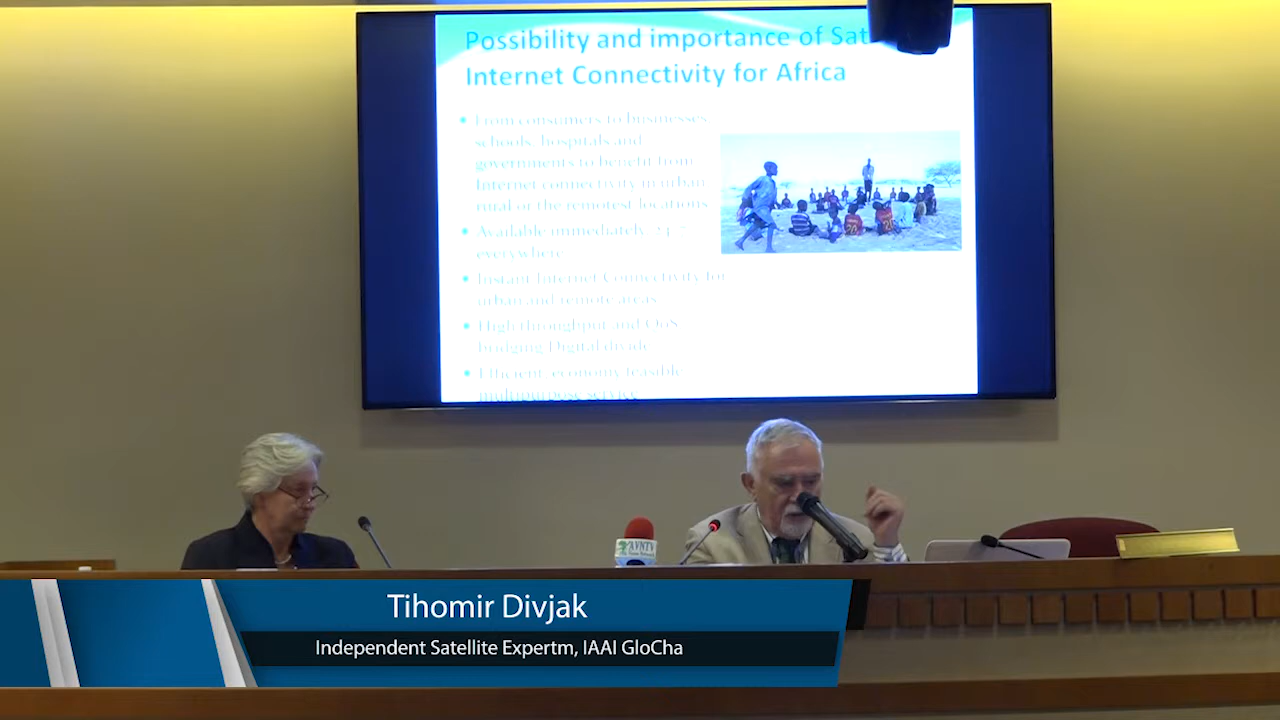 Possibility and importance of Sat
Internet Connectivity for Africa
From consumers to businesses,
schools, hospitals and
governments to benefit from
Internet connectivity in urban
rural or the remotest locations
Available immediately, 24
everywhere
Instant Internet Connectivity for
urban and remote areas
High throughput and QoS
bridging Digital divide
Efficient, economy feasible
multipurpose service
AVNTV
Tihomir Divjak
Independent Satellite Expertm, IAAI GloCha